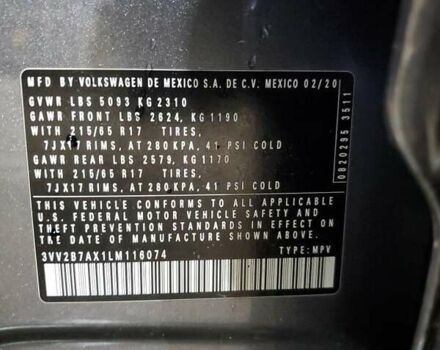 MFD BY VOLKSWAGEN DE MEXICO S.A. DE C.V. MEXICO 02/20
GVWR LBS 5093 KG 2310
GAWR FRONT LBS 2624, KG 1190
WITH 215/65 R17 TIRES,
7JX17 RIMS, AT 280 KPA, 41 PSI COLD
GAWR REAR LBS 2579, KG 1170
WITH 215/65 R17 TIRES,
7JX17 RIMS, AT 280 KPA, 41 PSI COLD
THIS VEHICLE CONFORMS TO ALL APPLICABLE
U.S. FEDERAL MOTOR VEHICLE SAFETY AND
THEFT PREVENTION STANDARDS IN EFFECT ON THE
DATE OF MANUFACTURE SHOWN ABOVE.
3VV2B7AX1LM116074 TYPE: MPV
0820295 3511